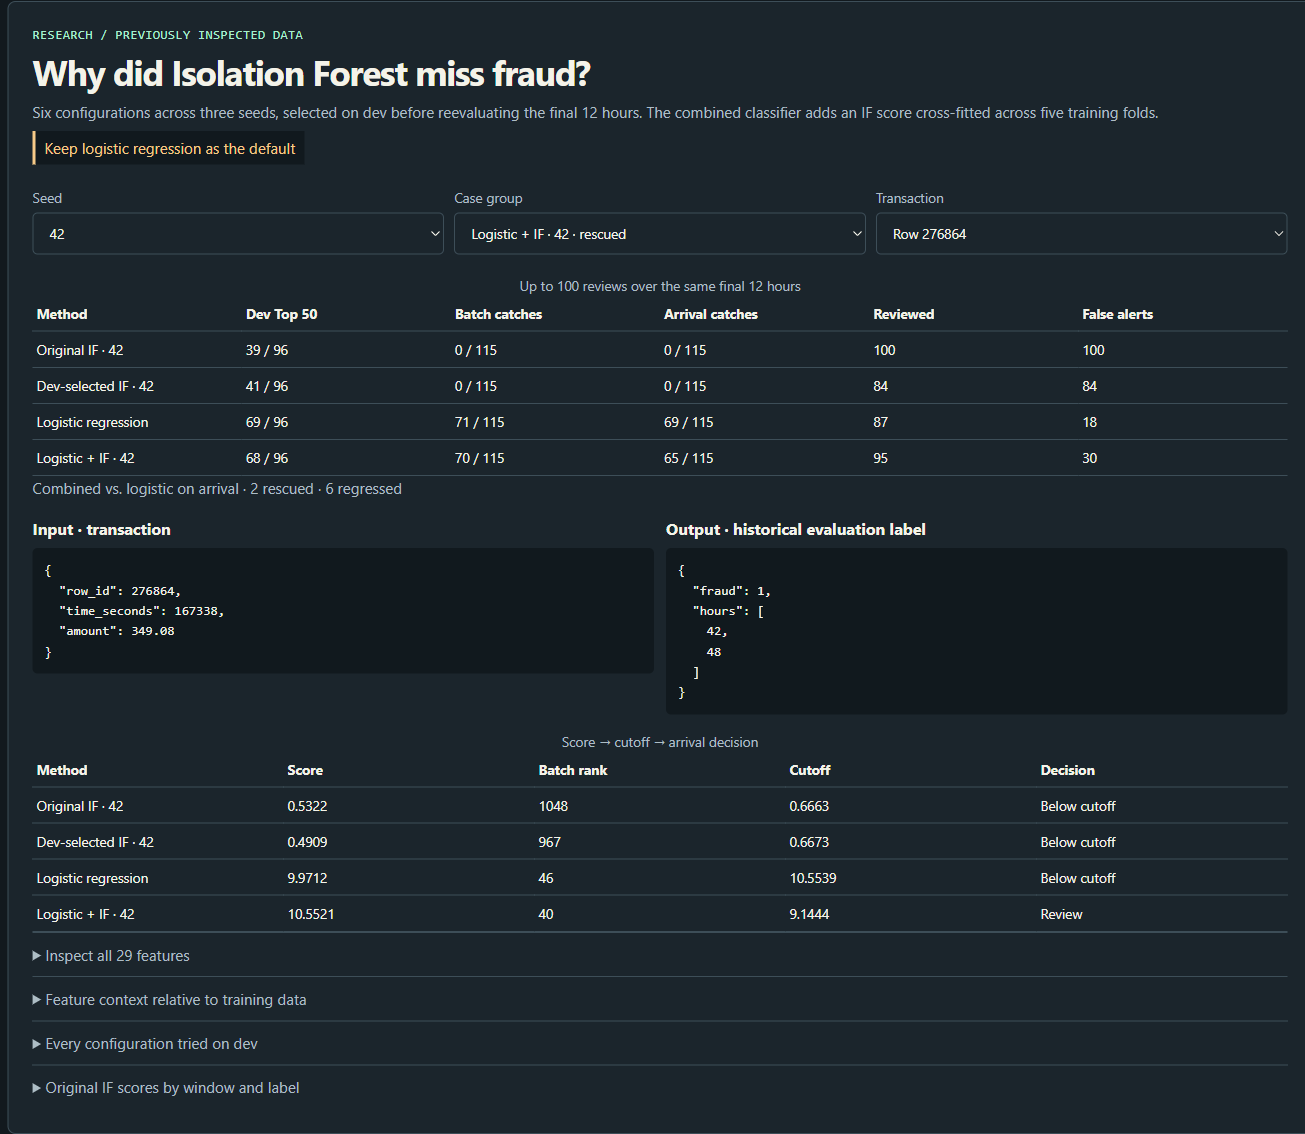 RESEARCH / PREVIOUSLY INSPECTED DATA
Why did Isolation Forest miss fraud?
Six configurations across three seeds, selected on dev before reevaluating the final 12 hours. The combined classifier adds an IF score cross-fitted across five training folds.
Keep logistic regression as the default
Seed Case group Transaction
42 Logistic + IF · 42 · rescued Row 276864
Up to 100 reviews over the same final 12 hours
Method Dev Top 50 Batch catches Arrival catches Reviewed False alerts
Original IF · 42 39 / 96 0 / 115 0 / 115 100 100
Dev-selected IF · 42 41 / 96 0 / 115 0 / 115 84 84
Logistic regression 69 / 96 71 / 115 69 / 115 87 18
Logistic + IF · 42 68 / 96 70 / 115 65 / 115 95 30
Combined vs. logistic on arrival · 2 rescued · 6 regressed
Input · transaction
{
  "row_id": 276864,
  "time_seconds": 167338,
  "amount": 349.08
}
Output · historical evaluation label
{
  "fraud": 1,
  "hours": [
    42,
    48
  ]
}
Score → cutoff → arrival decision
Method Score Batch rank Cutoff Decision
Original IF · 42 0.5322 1048 0.6663 Below cutoff
Dev-selected IF · 42 0.4909 967 0.6673 Below cutoff
Logistic regression 9.9712 46 10.5539 Below cutoff
Logistic + IF · 42 10.5521 40 9.1444 Review
▶ Inspect all 29 features
▶ Feature context relative to training data
▶ Every configuration tried on dev
▶ Original IF scores by window and label